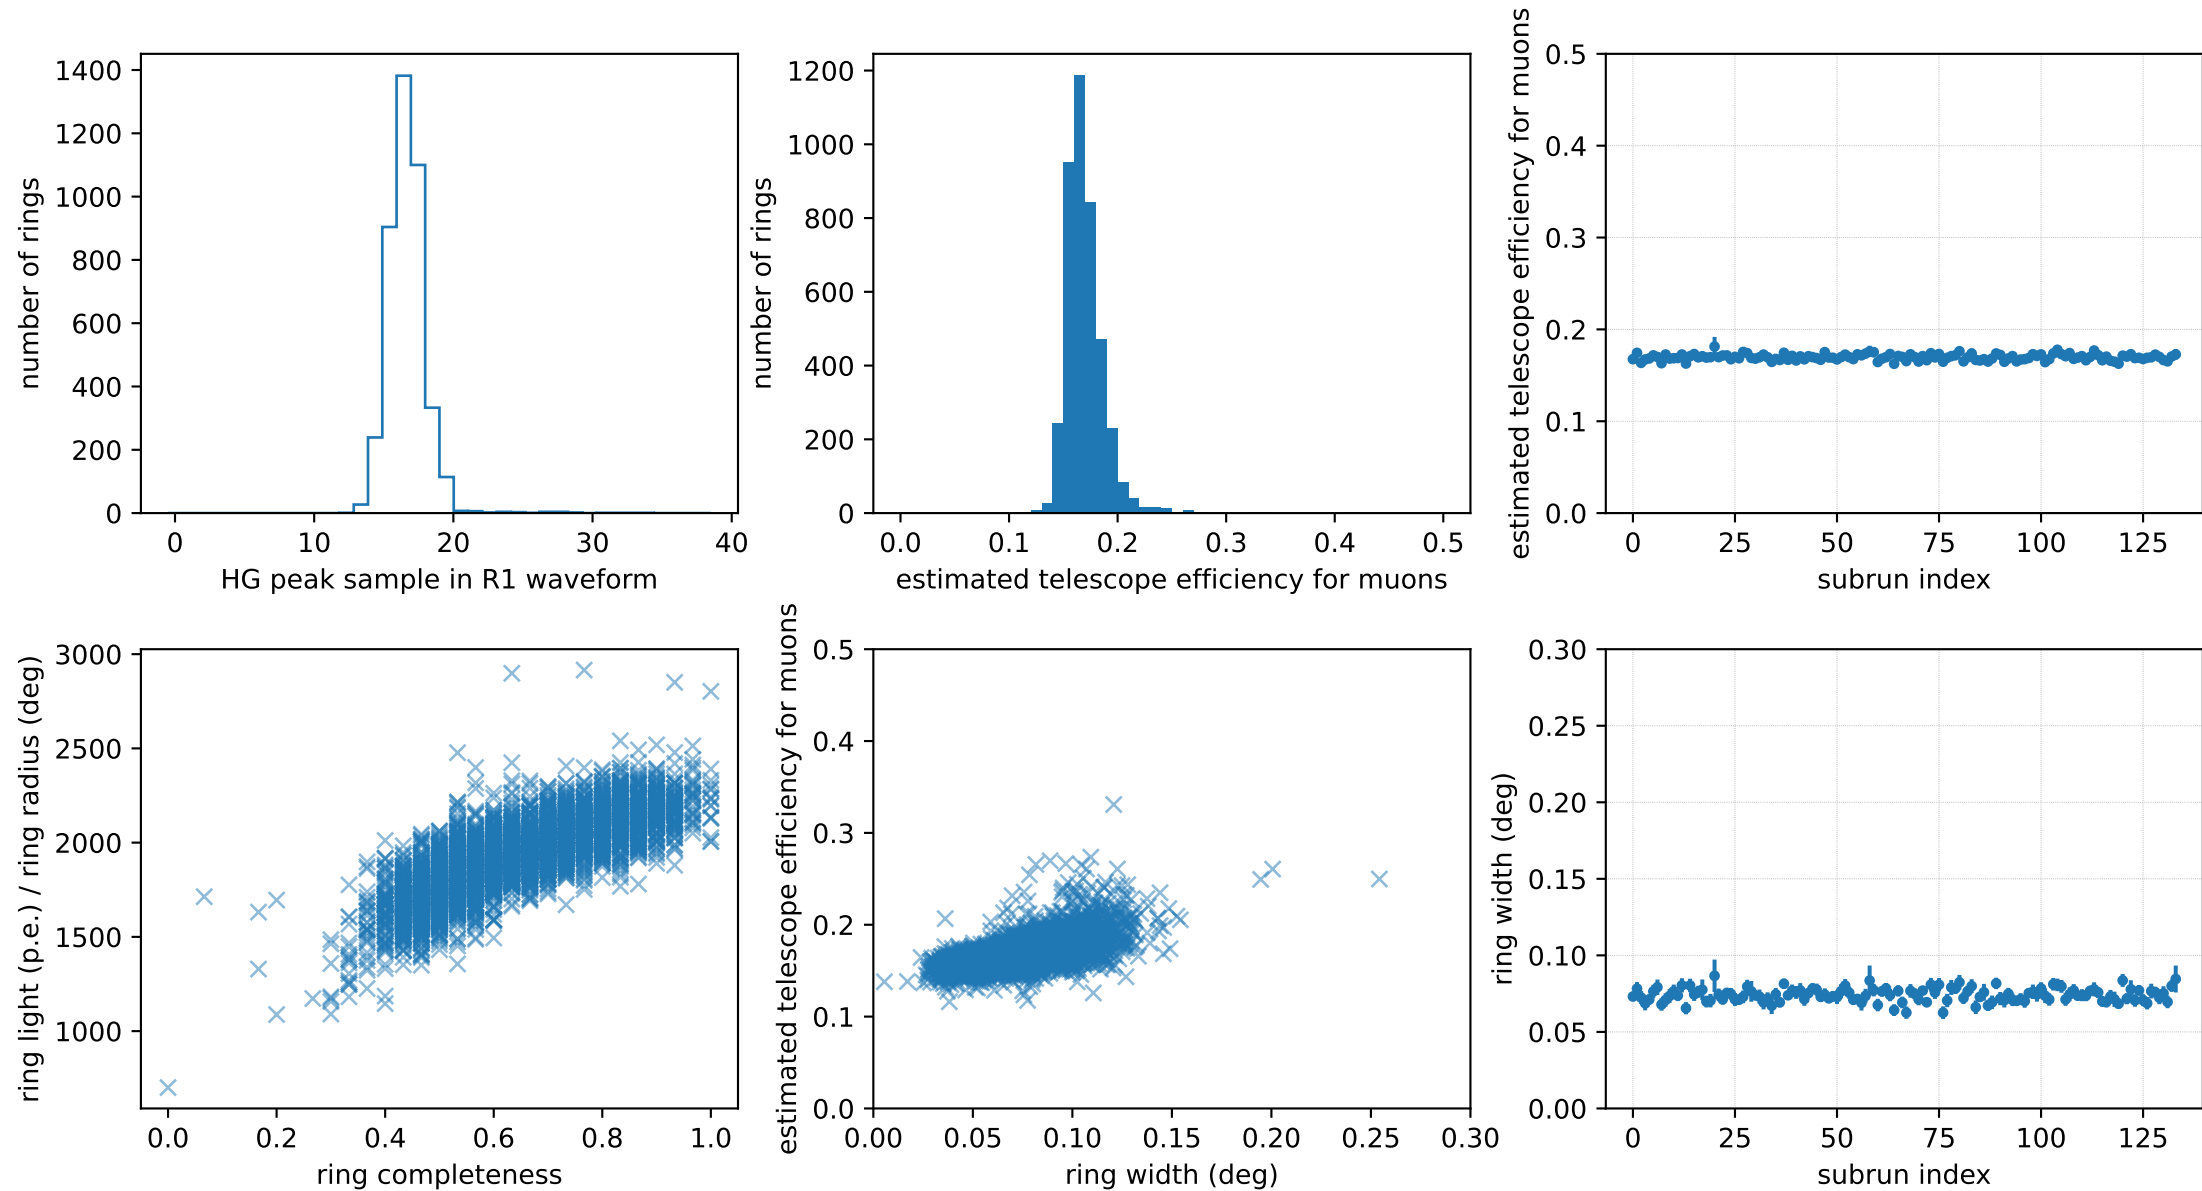 number of rings
1400
1200
1000
800
600
400
200
0
0 10 20 30 40
HG peak sample in R1 waveform
number of rings
1200
1000
800
600
400
200
0
0.0 0.1 0.2 0.3 0.4 0.5
estimated telescope efficiency for muons
estimated telescope efficiency for muons
0.5
0.4
0.3
0.2
0.1
0.0
0 25 50 75 100 125
subrun index
ring light (p.e.) / ring radius (deg)
3000
2500
2000
1500
1000
0.0 0.2 0.4 0.6 0.8 1.0
ring completeness
estimated telescope efficiency for muons
0.5
0.4
0.3
0.2
0.1
0.0
0.00 0.05 0.10 0.15 0.20 0.25 0.30
ring width (deg)
ring width (deg)
0.30
0.25
0.20
0.15
0.10
0.05
0.00
0 25 50 75 100 125
subrun index